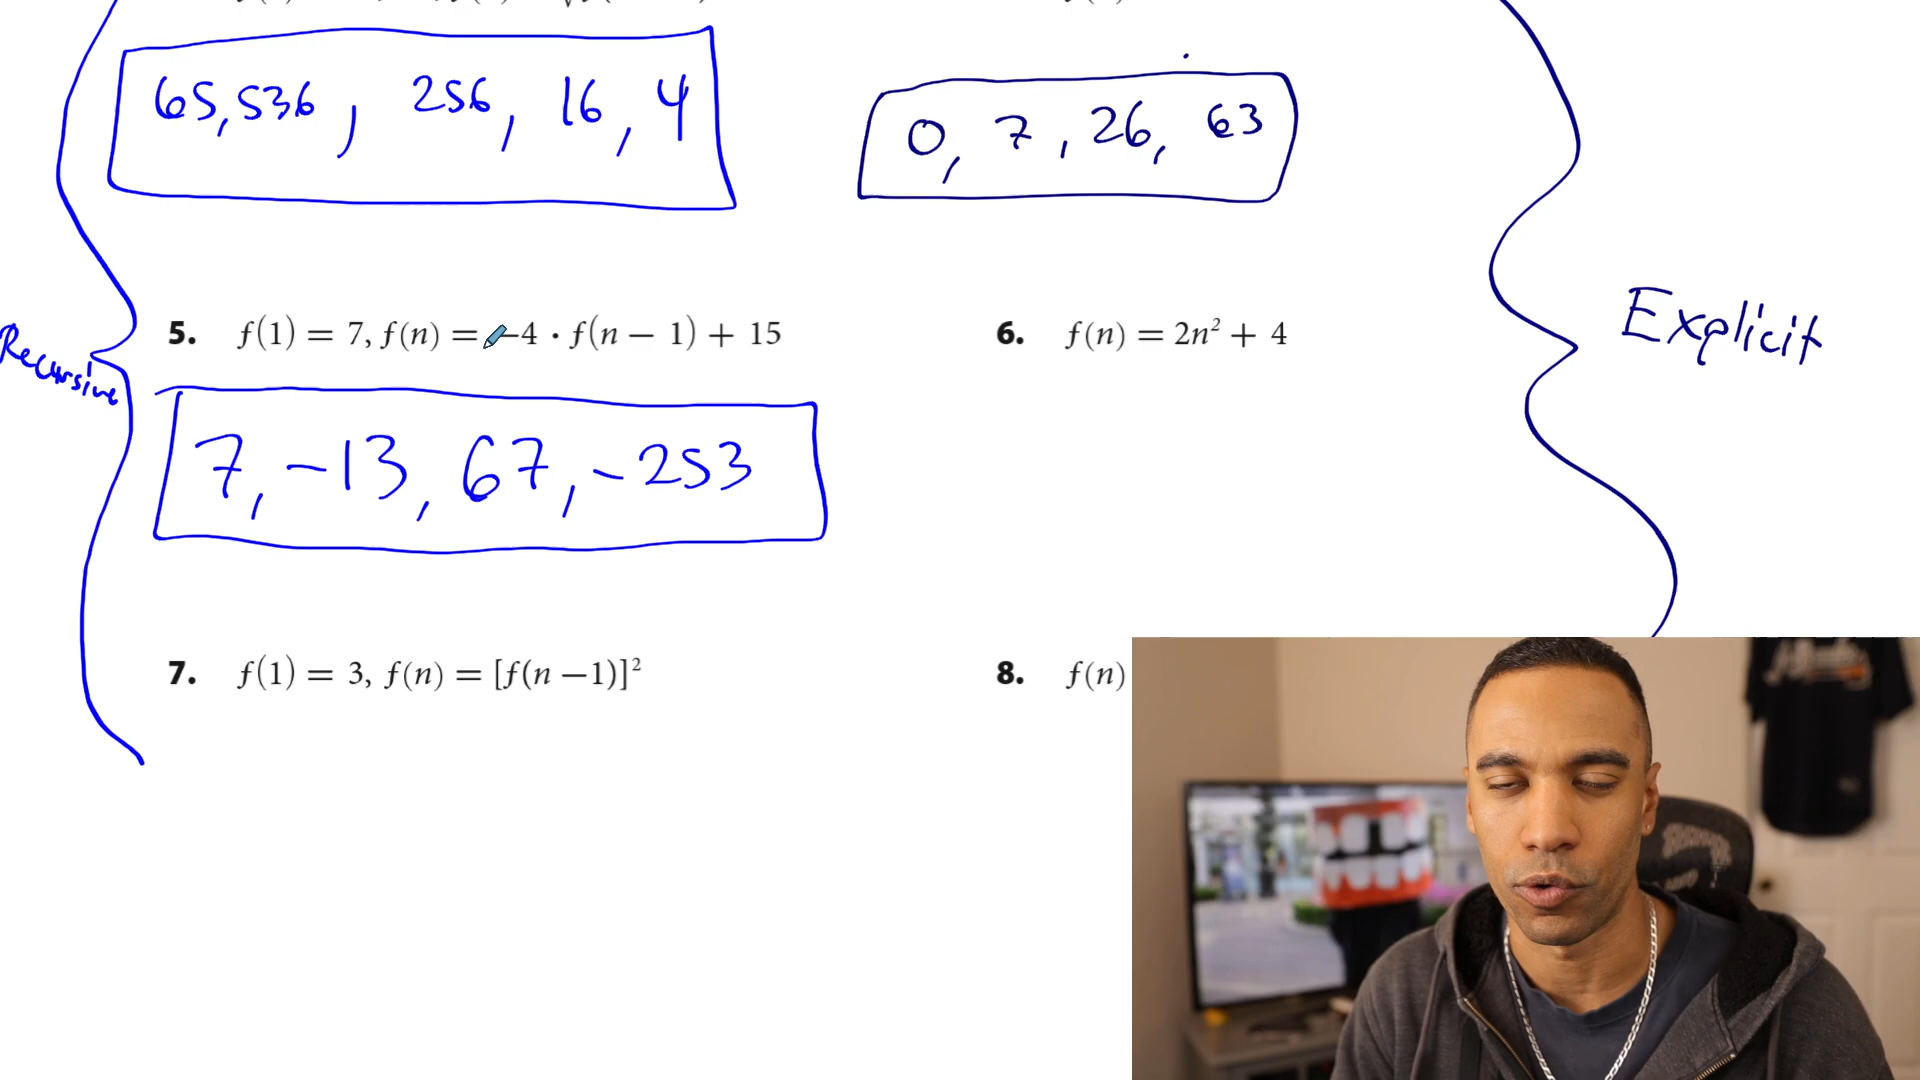 65,536, 256, 16, 4
0, 7, 26, 63
5. f(1) = 7, f(n) = −4 · f(n − 1) + 15
6. f(n) = 2n² + 4
Explicit
Recursive
7, -13, 67, -253
7. f(1) = 3, f(n) = [f(n −1)]²
8. f(n)